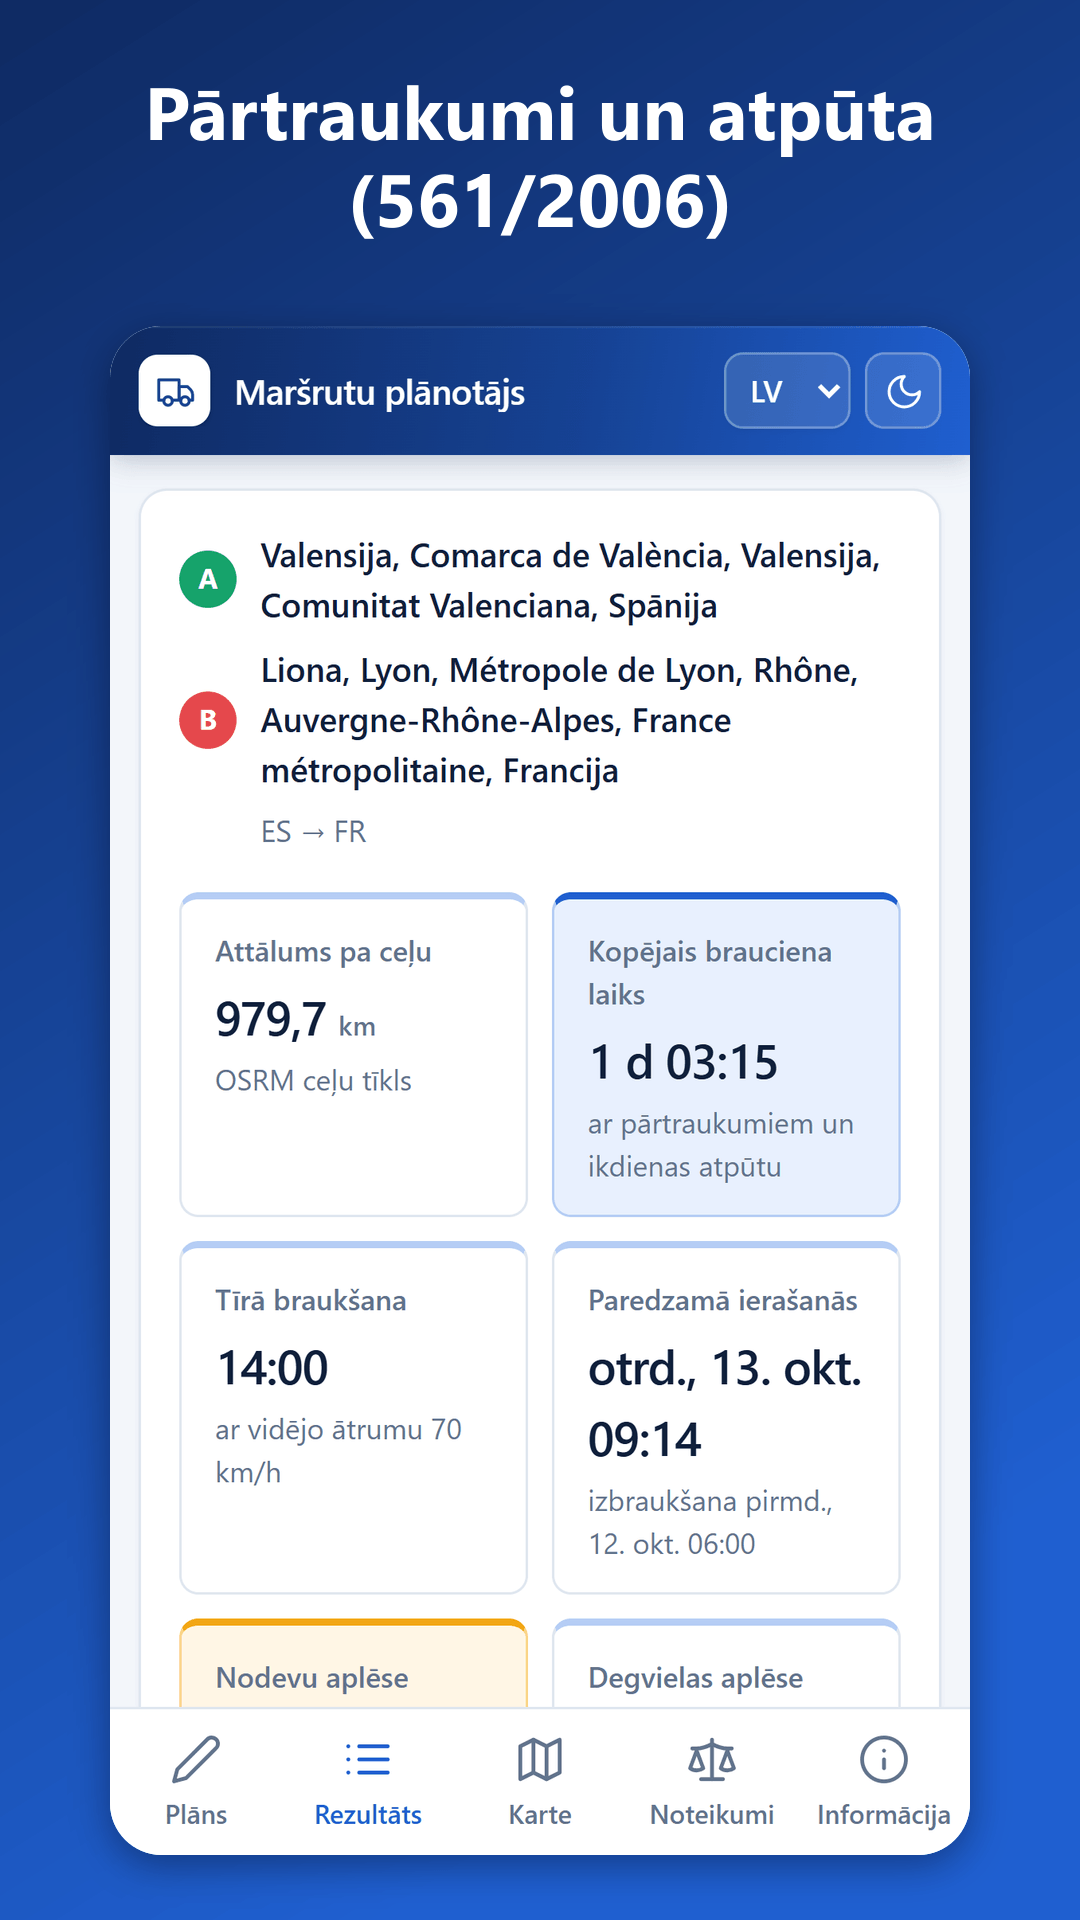 Pārtraukumi un atpūta
(561/2006)
Maršrutu plānotājs
LV
A
Valensija, Comarca de València, Valensija,
Comunitat Valenciana, Spānija
B
Liona, Lyon, Métropole de Lyon, Rhône,
Auvergne-Rhône-Alpes, France
métropolitaine, Francija
ES → FR
Attālums pa ceļu
979,7 km
OSRM ceļu tīkls
Kopējais brauciena
laiks
1 d 03:15
ar pārtraukumiem un
ikdienas atpūtu
Tīrā braukšana
14:00
ar vidējo ātrumu 70
km/h
Paredzamā ierašanās
otrd., 13. okt.
09:14
izbraukšana pirmd.,
12. okt. 06:00
Nodevu aplēse
Degvielas aplēse
Plāns
Rezultāts
Karte
Noteikumi
Informācija